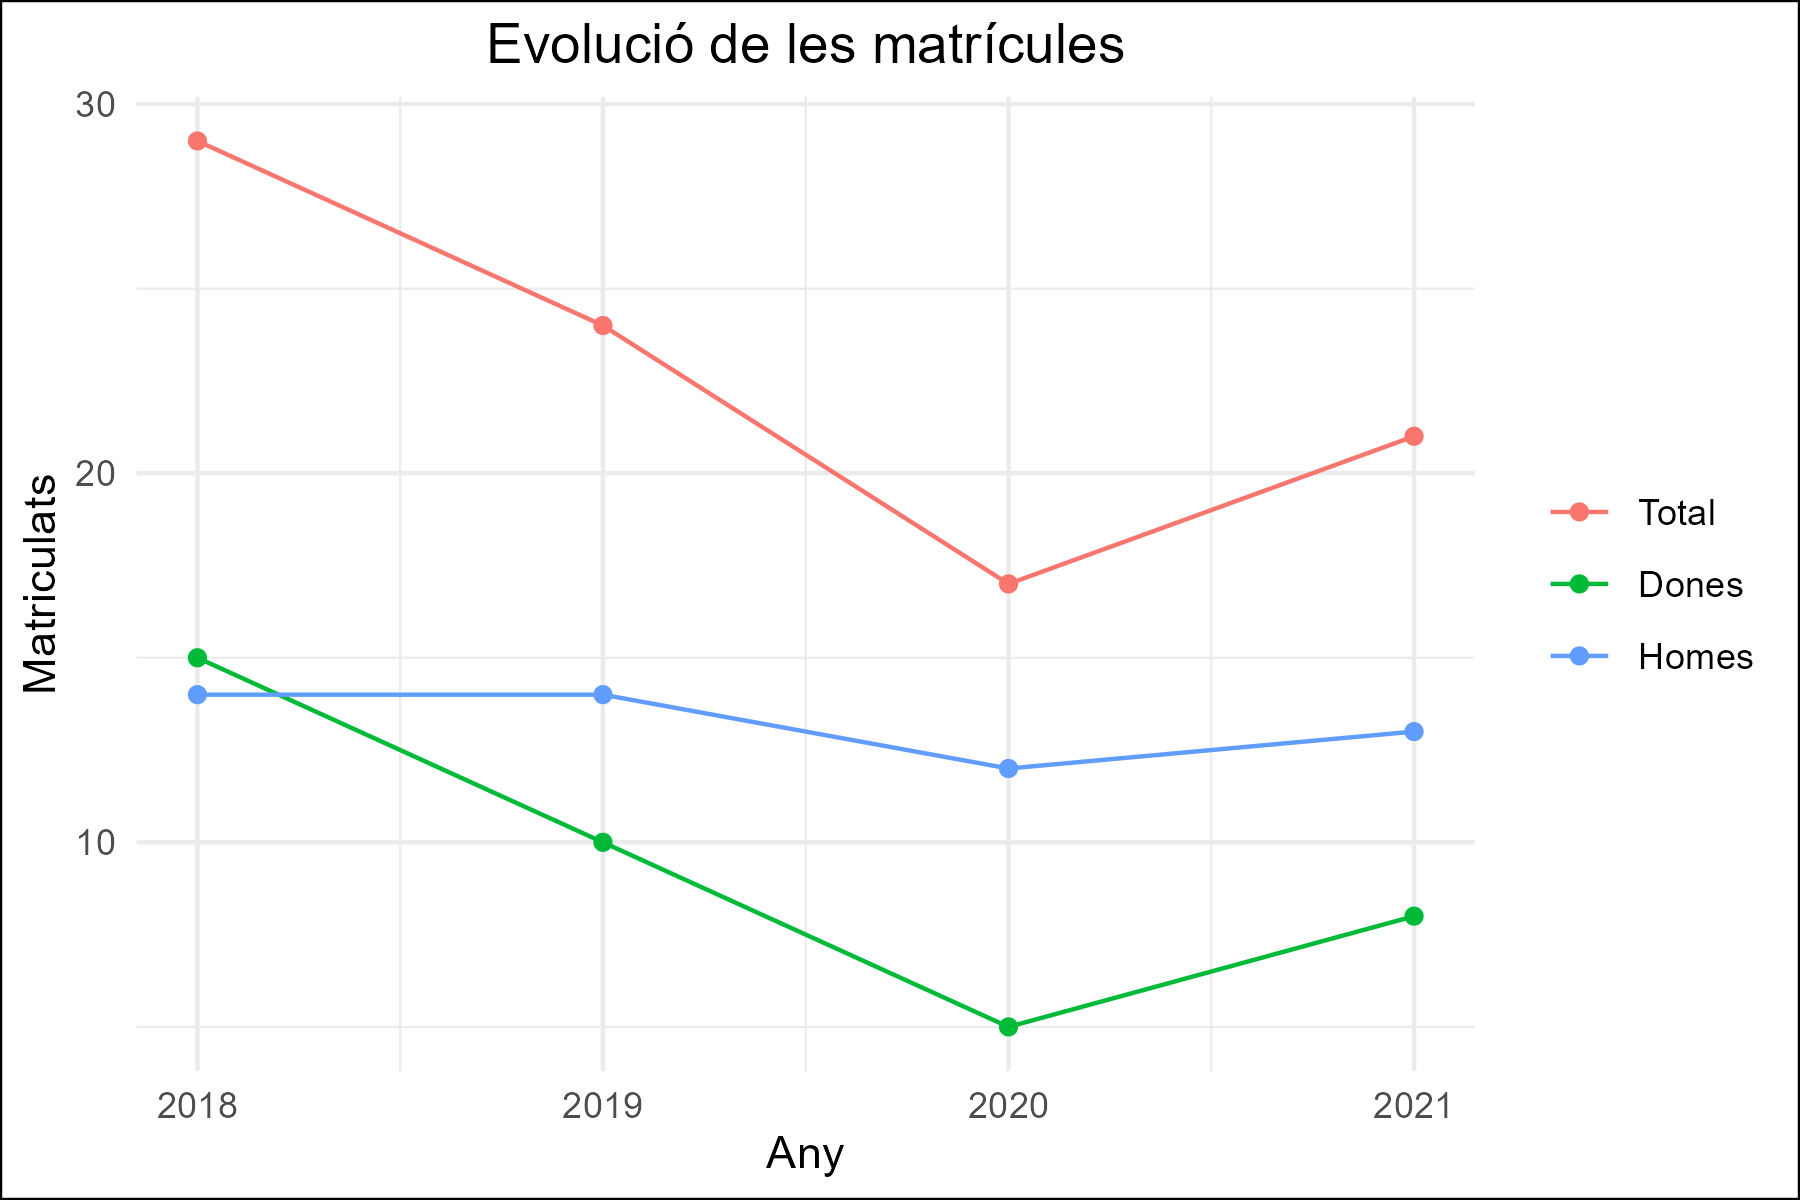 Evolució de les matrícules
30
20
10
Matriculats
2018 2019 2020 2021
Any
Total
Dones
Homes